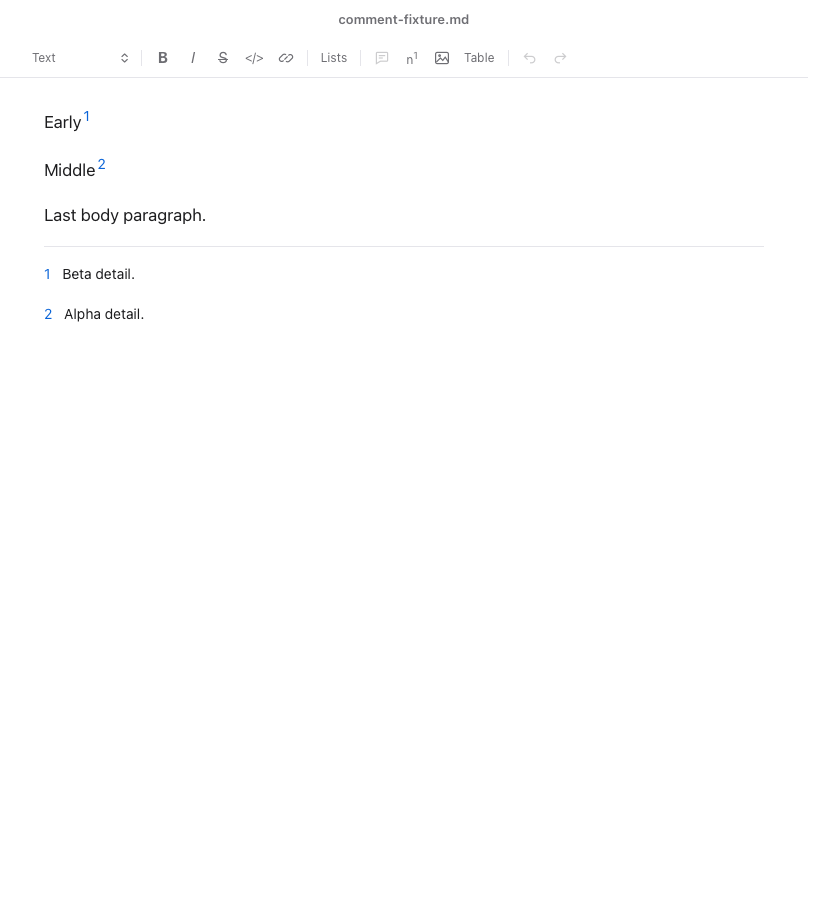 comment-fixture.md
Text B I S </> Lists n1 Table
Early1
Middle2
Last body paragraph.
1 Beta detail.
2 Alpha detail.